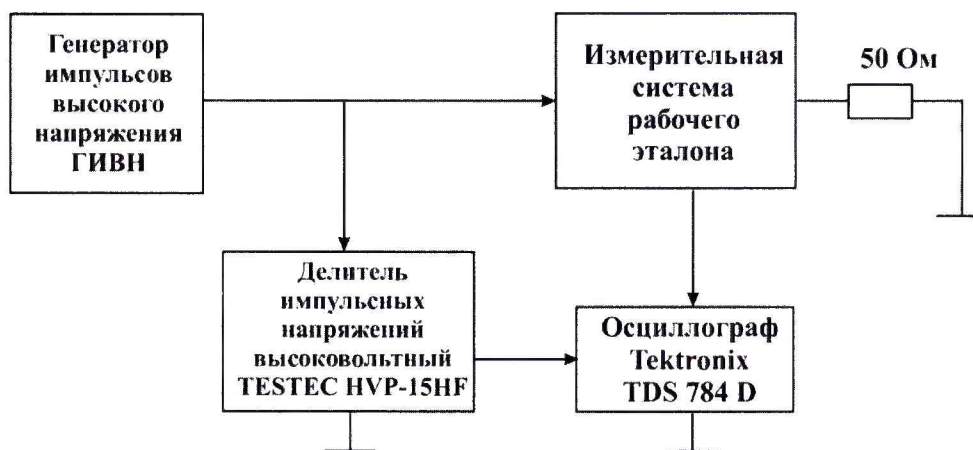 Генератор
импульсов
высокого
напряжения
ГИВН
Измерительная
система
рабочего
эталона
50 Ом
Делитель
импульсных
напряжений
высоковольтный
TESTEC HVP-15HF
Осциллограф
Tektronix
TDS 784 D